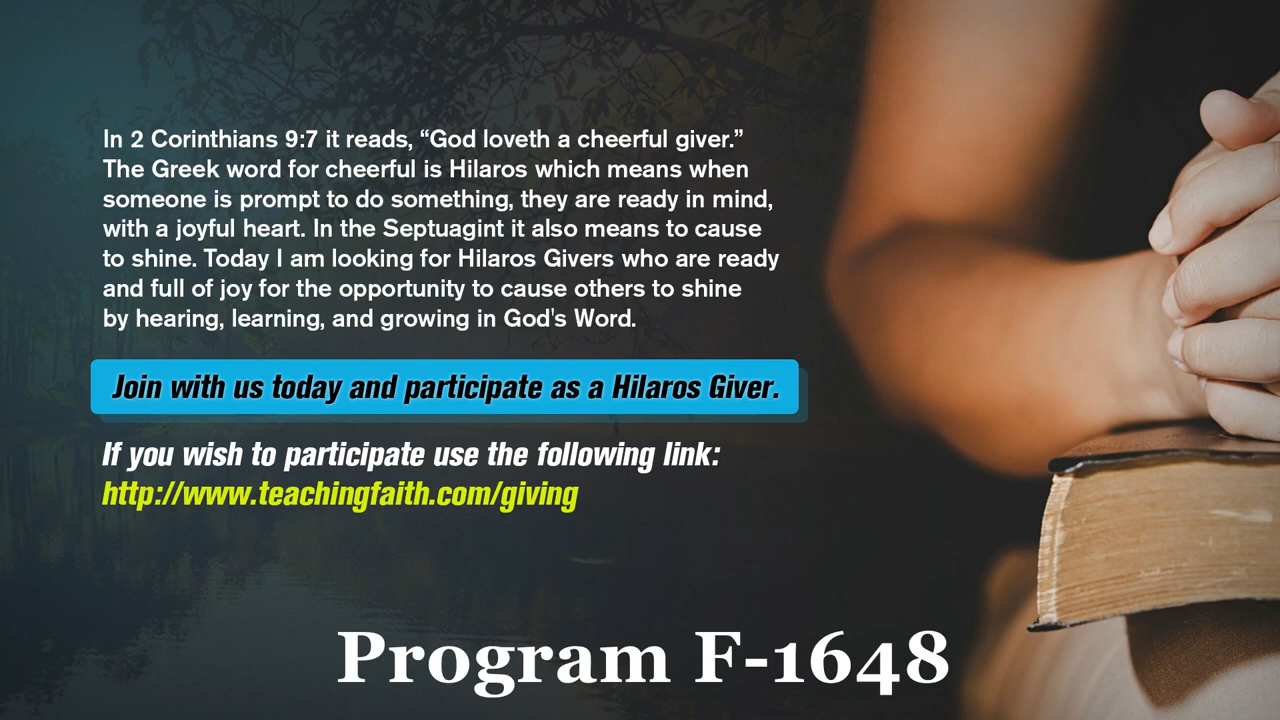 In 2 Corinthians 9:7 it reads, “God loveth a cheerful giver.”
The Greek word for cheerful is Hilaros which means when
someone is prompt to do something, they are ready in mind,
with a joyful heart. In the Septuagint it also means to cause
to shine. Today I am looking for Hilaros Givers who are ready
and full of joy for the opportunity to cause others to shine
by hearing, learning, and growing in God's Word.
Join with us today and participate as a Hilaros Giver.
If you wish to participate use the following link:
http://www.teachingfaith.com/giving
Program F-1648